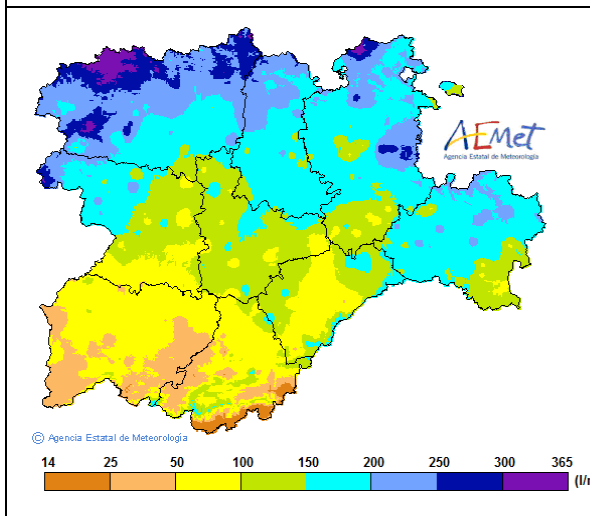 AEMet
Agencia Estatal de Meteorología
© Agencia Estatal de Meteorología
14 25 50 100 150 200 250 300 365
(l/